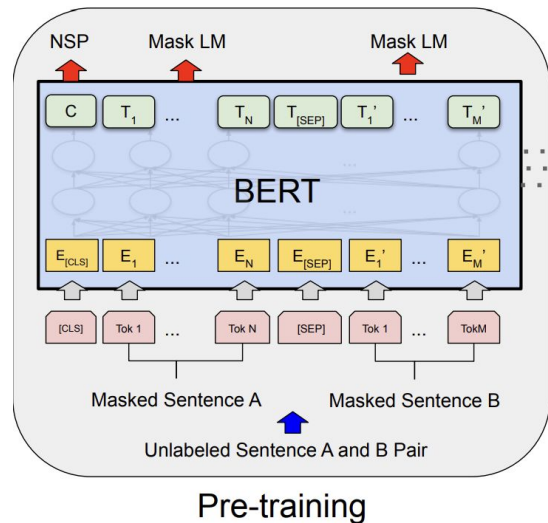 NSP Mask LM Mask LM
C T1 ... TN T[SEP] T1' ... TM'
...
BERT
...
E[CLS] E1 ... EN E[SEP] E1' ... EM'
[CLS] Tok 1 ... Tok N [SEP] Tok 1 ... TokM
Masked Sentence A Masked Sentence B
Unlabeled Sentence A and B Pair
Pre-training